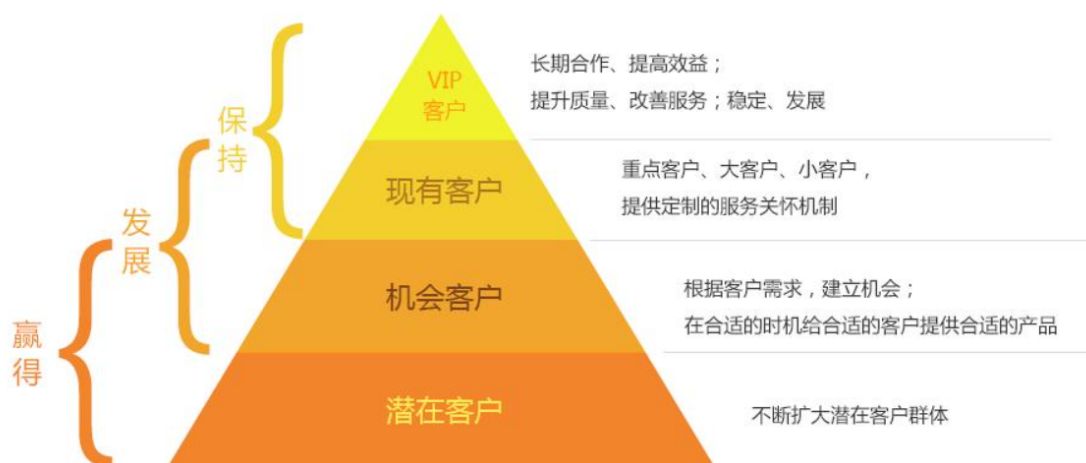 VIP
客户
长期合作、提高效益；
提升质量、改善服务；稳定、发展
保
持
现有客户
重点客户、大客户、小客户，
提供定制的服务关怀机制
发
展
机会客户
根据客户需求，建立机会；
在合适的时机给合适的客户提供合适的产品
赢
得
潜在客户
不断扩大潜在客户群体